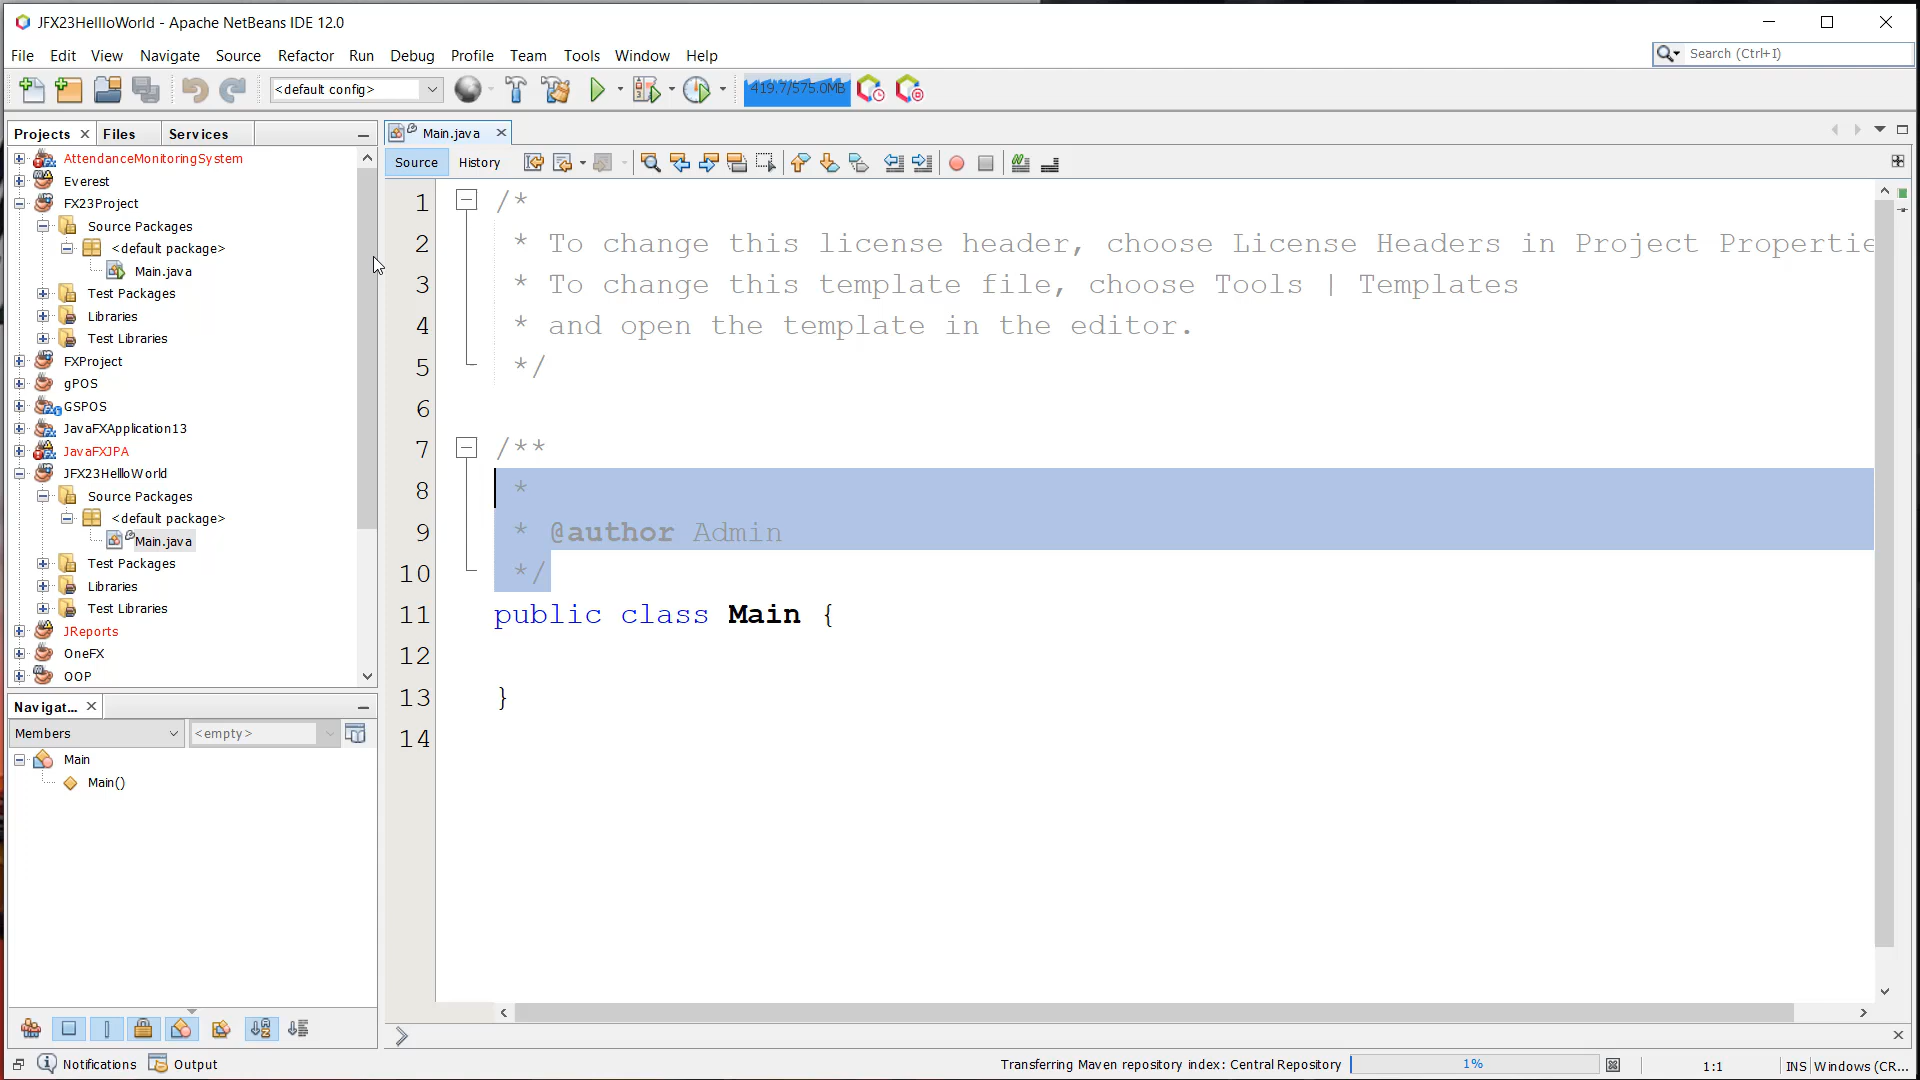 JFX23HellloWorld - Apache NetBeans IDE 12.0
File Edit View Navigate Source Refactor Run Debug Profile Team Tools Window Help
Search (Ctrl+I)
<default config>
419.7/575.0MB
Projects Files Services
Main.java
AttendanceMonitoringSystem
Everest
FX23Project
Source Packages
<default package>
Main.java
Test Packages
Libraries
Test Libraries
FXProject
gPOS
GSPOS
JavaFXApplication13
JavaFXJPA
JFX23HellloWorld
Source Packages
<default package>
Main.java
Test Packages
Libraries
Test Libraries
JReports
OneFX
OOP
Navigat...
Members
<empty>
Main
Main()
Source History
1 /*
2 * To change this license header, choose License Headers in Project Propertie
3 * To change this template file, choose Tools | Templates
4 * and open the template in the editor.
5 */
6
7 /**
8 *
9 * @author Admin
10 */
11 public class Main {
12
13 }
14
Notifications Output
Transferring Maven repository index: Central Repository 1%
1:1 INS Windows (CR...